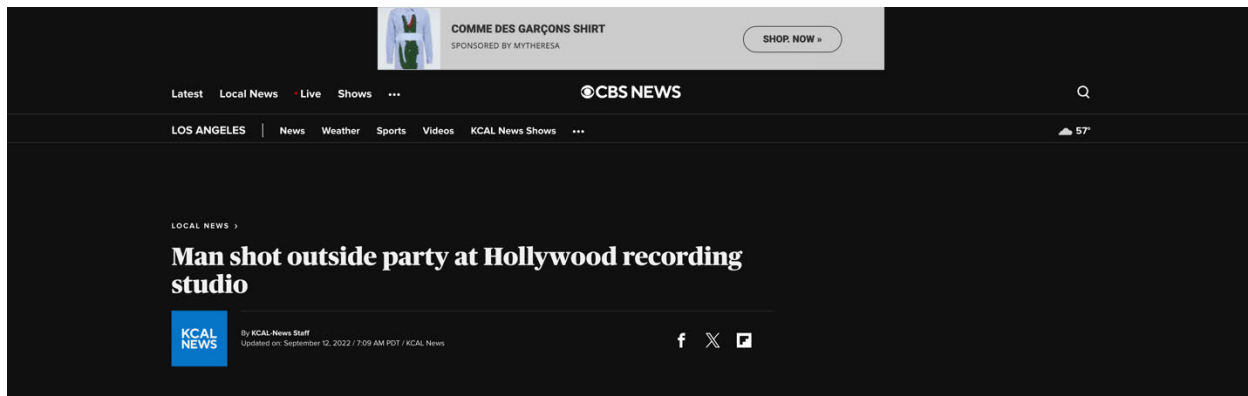 COMME DES GARÇONS SHIRT
SPONSORED BY MYTHERESA
SHOP. NOW »
Latest Local News • Live Shows •••
CBS NEWS
LOS ANGELES | News Weather Sports Videos KCAL News Shows ••• 57°
LOCAL NEWS >
Man shot outside party at Hollywood recording
studio
KCAL
NEWS
By KCAL-News Staff
Updated on: September 12, 2022 / 7:09 AM PDT / KCAL News